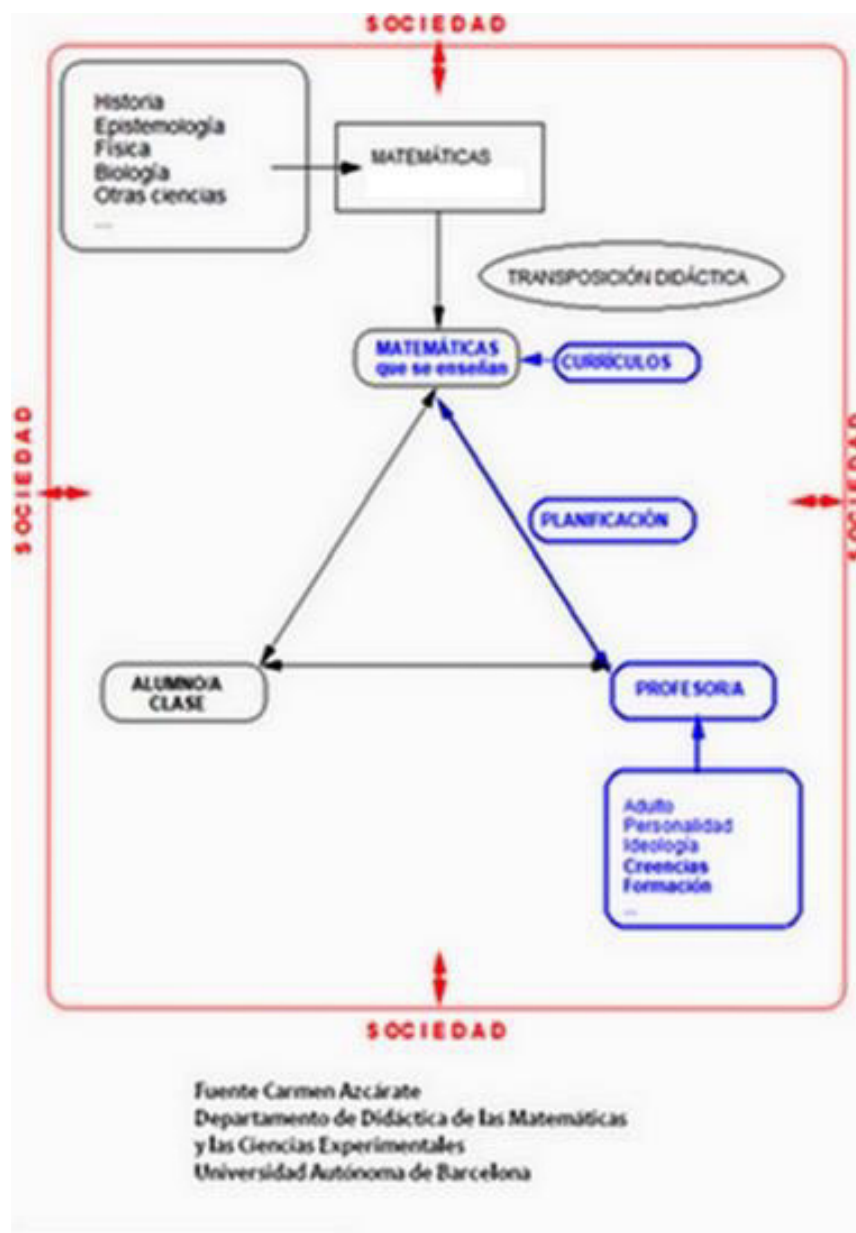 SOCIEDAD
Historia
Epistemología
Física
Biología
Otras ciencias
....
MATEMÁTICAS
TRANSPOSICIÓN DIDÁCTICA
MATEMÁTICAS
que se enseñan
CURRÍCULOS
SOCIEDAD
SOCIEDAD
PLANIFICACIÓN
ALUMNO/A
CLASE
PROFESOR/A
Adulto
Personalidad
Ideología
Creencias
Formación
...
SOCIEDAD
Fuente Carmen Azcárate
Departamento de Didáctica de las Matemáticas
y las Ciencias Experimentales
Universidad Autónoma de Barcelona